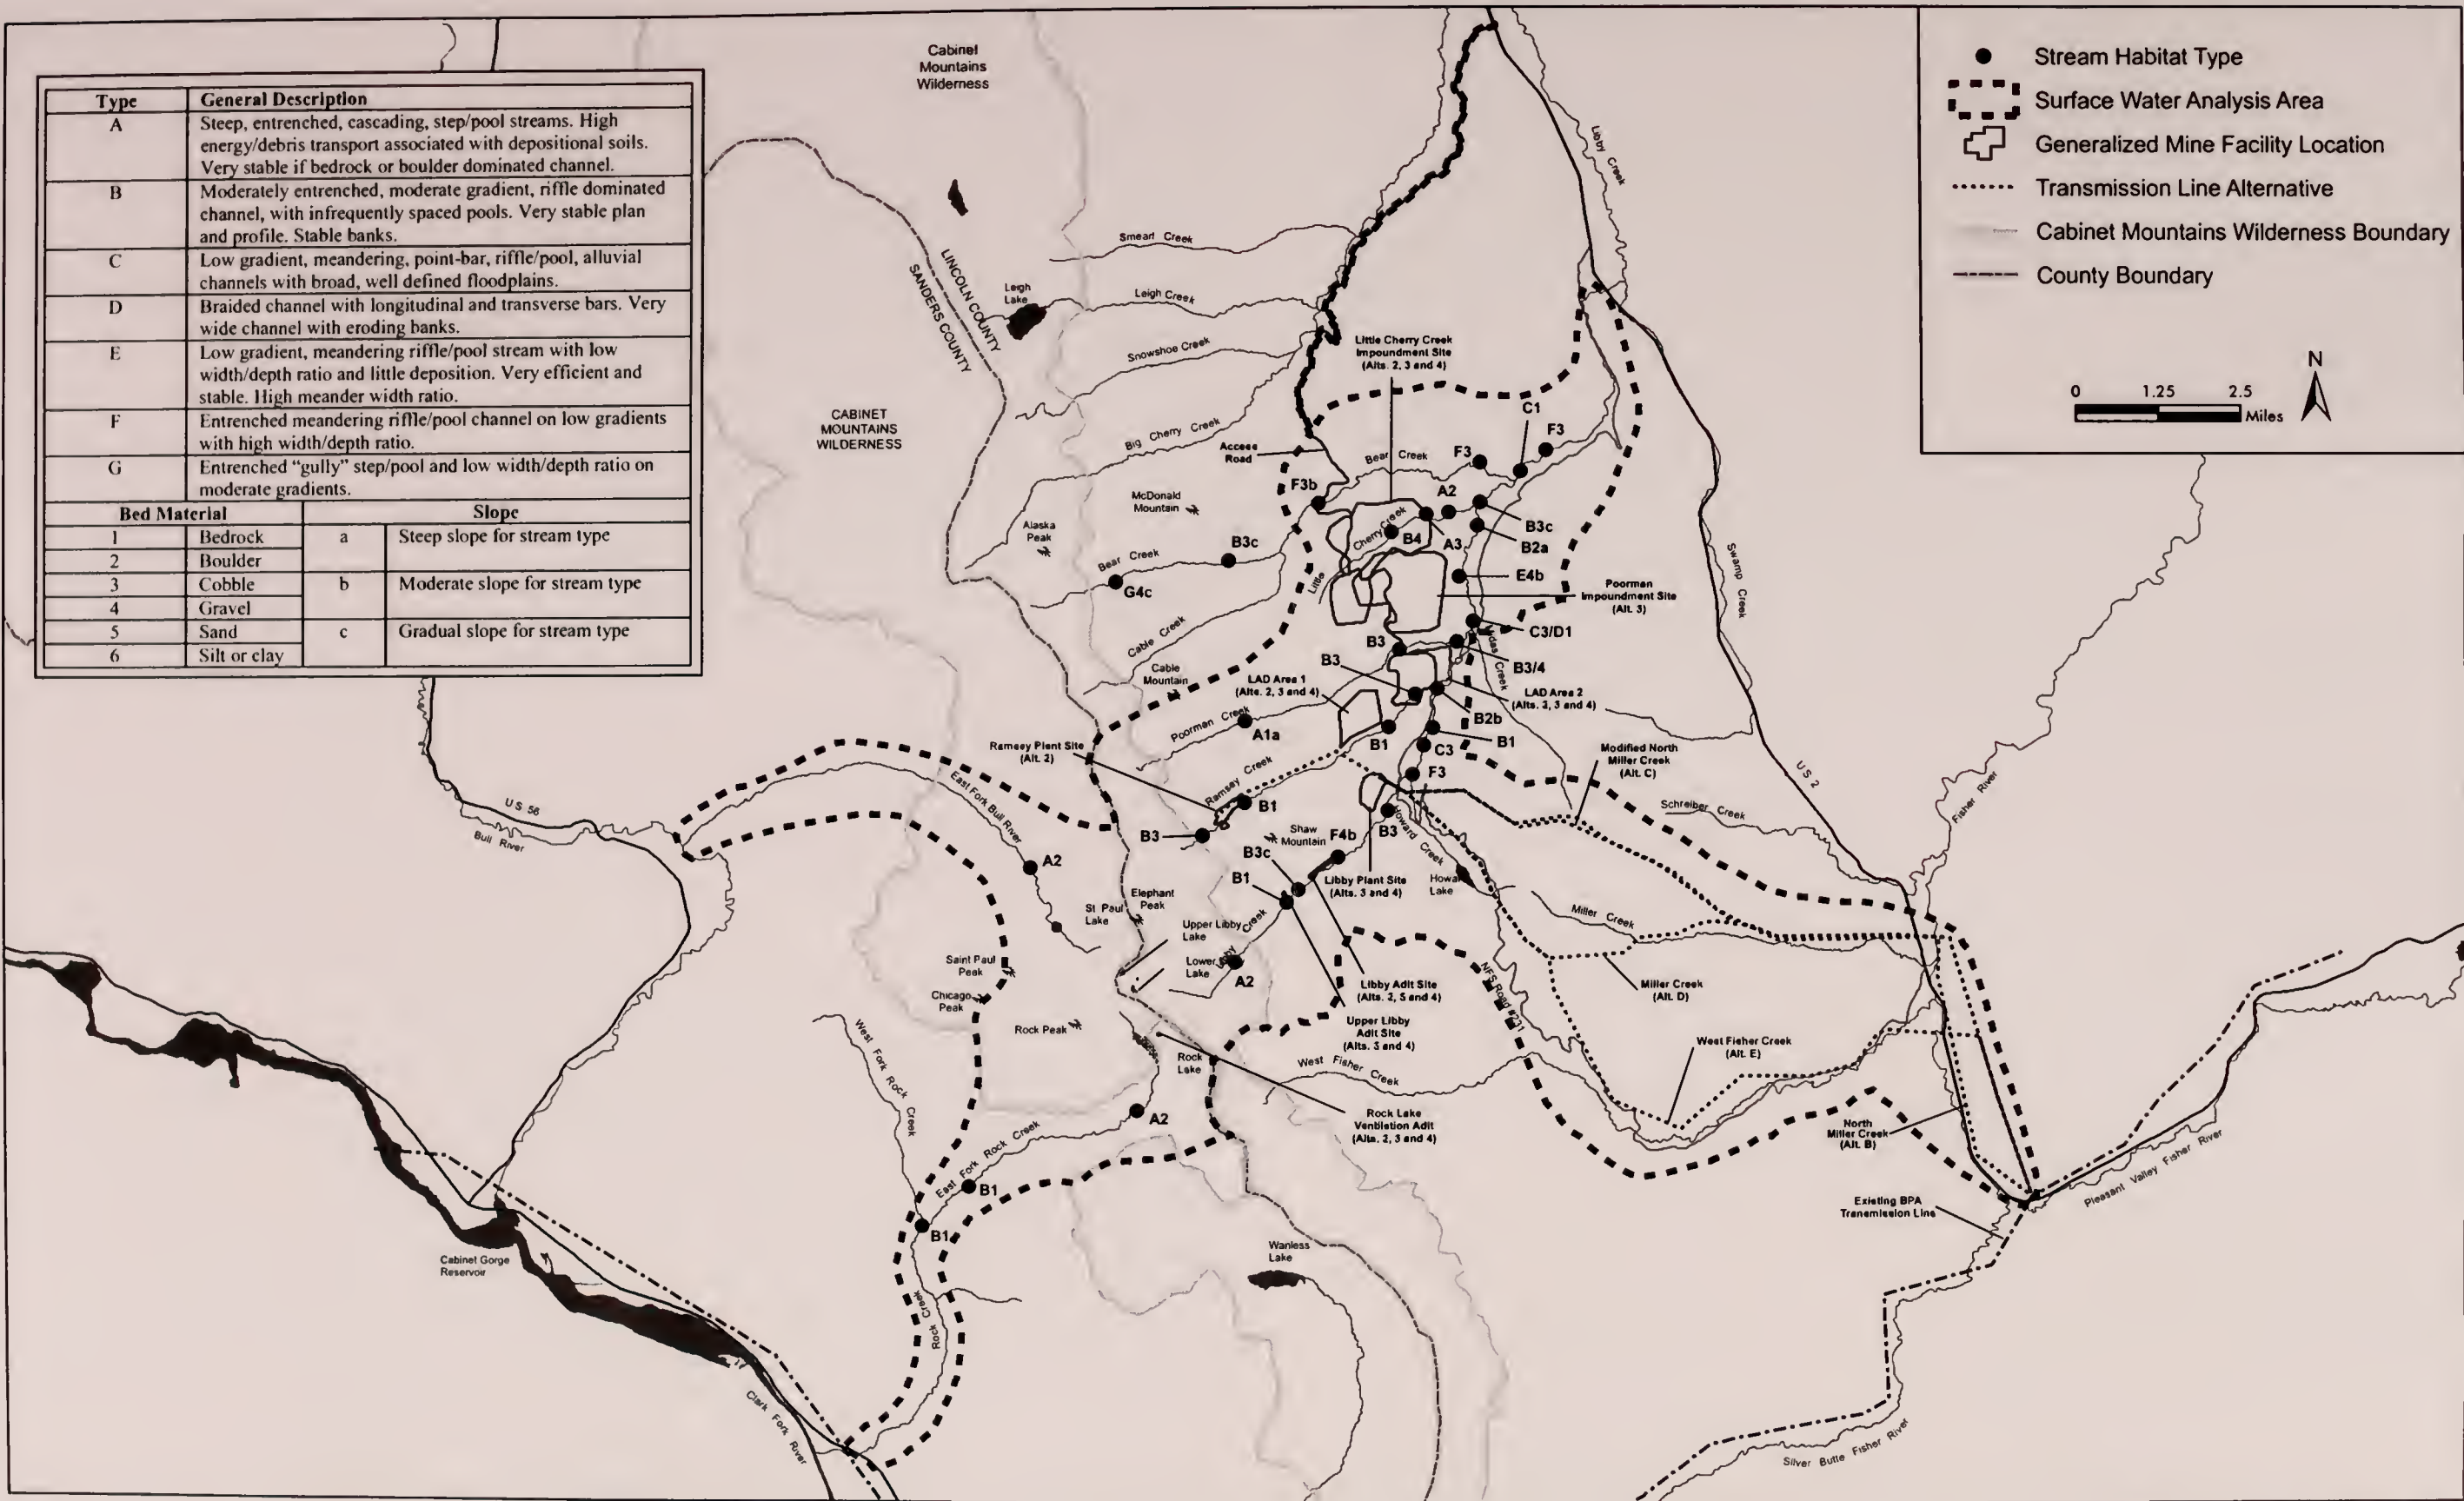 Type General Description
A Steep, entrenched, cascading, step/pool streams. High
energy/debris transport associated with depositional soils.
Very stable if bedrock or boulder dominated channel.
B Moderately entrenched, moderate gradient, riffle dominated
channel, with infrequently spaced pools. Very stable plan
and profile. Stable banks.
C Low gradient, meandering, point-bar, riffle/pool, alluvial
channels with broad, well defined floodplains.
D Braided channel with longitudinal and transverse bars. Very
wide channel with eroding banks.
E Low gradient, meandering riffle/pool stream with low
width/depth ratio and little deposition. Very efficient and
stable. High meander width ratio.
F Entrenched meandering riffle/pool channel on low gradients
with high width/depth ratio.
G Entrenched “gully” step/pool and low width/depth ratio on
moderate gradients.
Bed Material Slope
1 Bedrock a Steep slope for stream type
2 Boulder
3 Cobble b Moderate slope for stream type
4 Gravel
5 Sand c Gradual slope for stream type
6 Silt or clay
Stream Habitat Type
Surface Water Analysis Area
Generalized Mine Facility Location
Transmission Line Alternative
Cabinet Mountains Wilderness Boundary
County Boundary
N
0 1.25 2.5
Miles
Cabinet
Mountains
Wilderness
Libby Creek
Smearl Creek
LINCOLN COUNTY
SANDERS COUNTY
Leigh
Lake
Leigh Creek
Snowshoe Creek
Little Cherry Creek
Impoundment Site
(Alts. 2, 3 and 4)
CABINET
MOUNTAINS
WILDERNESS
Big Cherry Creek
Access
Road
Bear Creek
C1
F3
F3
F3b
A2
McDonald
Mountain
Alaska
Peak
Cherry Creek
Little
B4
A3
B3c
B2a
B3c
Bear Creek
G4c
E4b
Poorman
Impoundment Site
(Alt. 3)
Swamp Creek
Cable Creek
C3/D1
Midas Creek
B3
B3/4
B3
Cable
Mountain
LAD Area 1
(Alts. 2, 3 and 4)
LAD Area 2
(Alts. 2, 3 and 4)
Poorman Creek
A1a
B2b
B1
B1
C3
F3
Ramsey Plant Site
(Alt. 2)
Modified North
Miller Creek
(Alt. C)
U S 2
Ramsey Creek
B1
B3
East Fork Bull River
U S 56
Bull River
Schreiber Creek
Fisher River
Shaw
Mountain
F4b
B3
Howard Creek
B3c
A2
B1
Libby Plant Site
(Alts. 3 and 4)
Howard
Lake
St Paul
Lake
Elephant
Peak
Upper Libby
Lake
Creek
Miller Creek
Saint Paul
Peak
Lower
Lake
A2
Chicago
Peak
Libby Adit Site
(Alts. 2, 3 and 4)
NFS Road #231
Miller Creek
(Alt. D)
Rock Peak
Upper Libby
Adit Site
(Alts. 3 and 4)
West Fork Rock Creek
Rock
Lake
West Fisher Creek
West Fisher Creek
(Alt. E)
A2
Rock Lake
Ventilation Adit
(Alts. 2, 3 and 4)
North
Miller Creek
(Alt. B)
East Fork Rock Creek
B1
B1
Pleasant Valley Fisher River
Existing BPA
Transmission Line
Cabinet Gorge
Reservoir
Wanless
Lake
Rock Creek
Clark Fork River
Silver Butte Fisher River